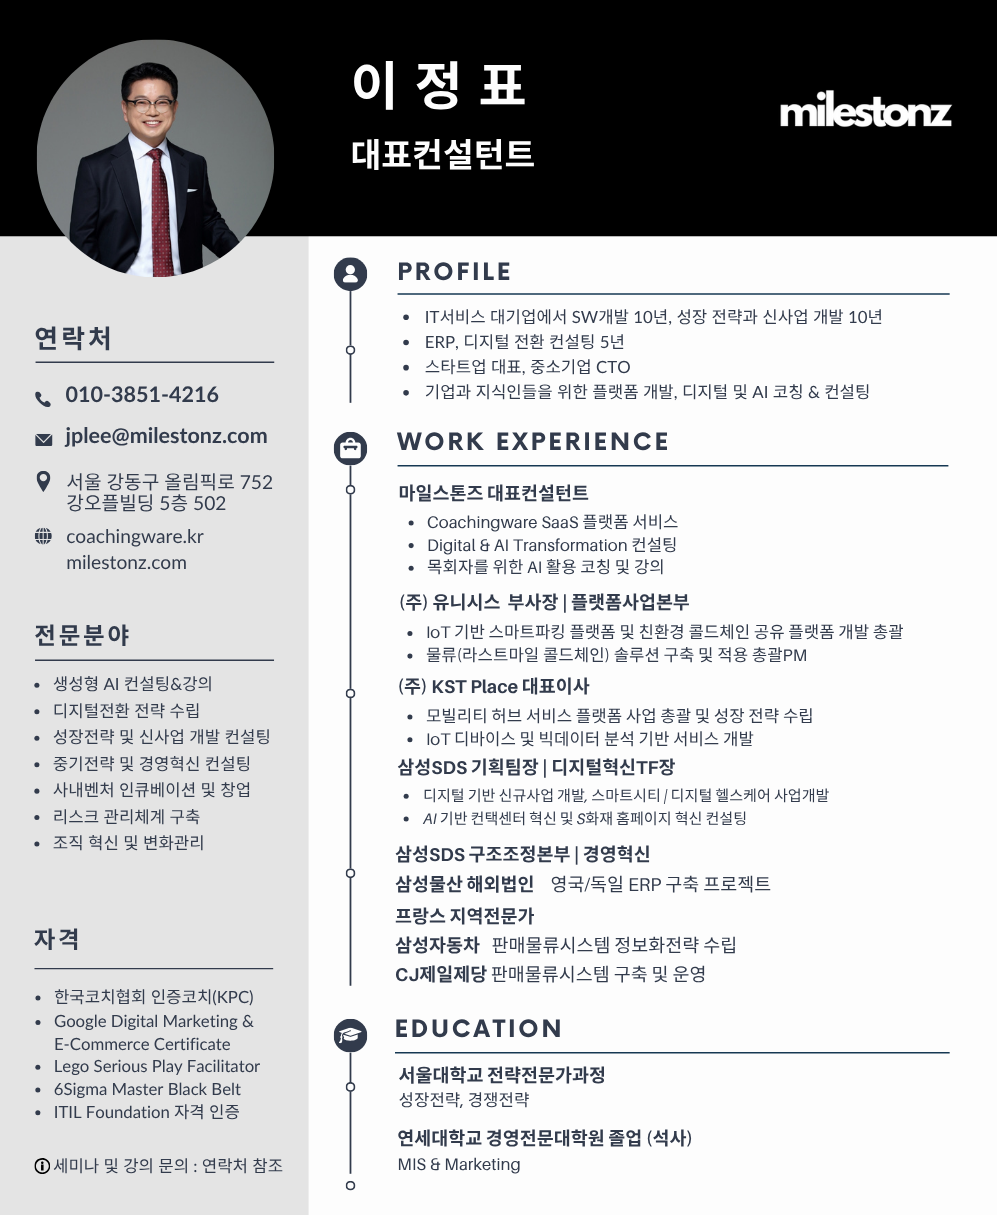 이 정 표
대표컨설턴트
milestonz
연락처
010-3851-4216
jplee@milestonz.com
서울 강동구 올림픽로 752
강오플빌딩 5층 502
coachingware.kr
milestonz.com
전문분야
• 생성형 AI 컨설팅&강의
• 디지털전환 전략 수립
• 성장전략 및 신사업 개발 컨설팅
• 중기전략 및 경영혁신 컨설팅
• 사내벤처 인큐베이션 및 창업
• 리스크 관리체계 구축
• 조직 혁신 및 변화관리
자격
• 한국코치협회 인증코치(KPC)
• Google Digital Marketing &
E-Commerce Certificate
• Lego Serious Play Facilitator
• 6Sigma Master Black Belt
• ITIL Foundation 자격 인증
세미나 및 강의 문의 : 연락처 참조
PROFILE
• IT서비스 대기업에서 SW개발 10년, 성장 전략과 신사업 개발 10년
• ERP, 디지털 전환 컨설팅 5년
• 스타트업 대표, 중소기업 CTO
• 기업과 지식인들을 위한 플랫폼 개발, 디지털 및 AI 코칭 & 컨설팅
WORK EXPERIENCE
마일스톤즈 대표컨설턴트
• Coachingware SaaS 플랫폼 서비스
• Digital & AI Transformation 컨설팅
• 목회자를 위한 AI 활용 코칭 및 강의
(주) 유니시스 부사장 | 플랫폼사업본부
• IoT 기반 스마트파킹 플랫폼 및 친환경 콜드체인 공유 플랫폼 개발 총괄
• 물류(라스트마일 콜드체인) 솔루션 구축 및 적용 총괄PM
(주) KST Place 대표이사
• 모빌리티 허브 서비스 플랫폼 사업 총괄 및 성장 전략 수립
• IoT 디바이스 및 빅데이터 분석 기반 서비스 개발
삼성SDS 기획팀장 | 디지털혁신TF장
• 디지털 기반 신규사업 개발, 스마트시티 / 디지털 헬스케어 사업개발
• AI 기반 컨택센터 혁신 및 S화재 홈페이지 혁신 컨설팅
삼성SDS 구조조정본부 | 경영혁신
삼성물산 해외법인 영국/독일 ERP 구축 프로젝트
프랑스 지역전문가
삼성자동차 판매물류시스템 정보화전략 수립
CJ제일제당 판매물류시스템 구축 및 운영
EDUCATION
서울대학교 전략전문가과정
성장전략, 경쟁전략
연세대학교 경영전문대학원 졸업 (석사)
MIS & Marketing